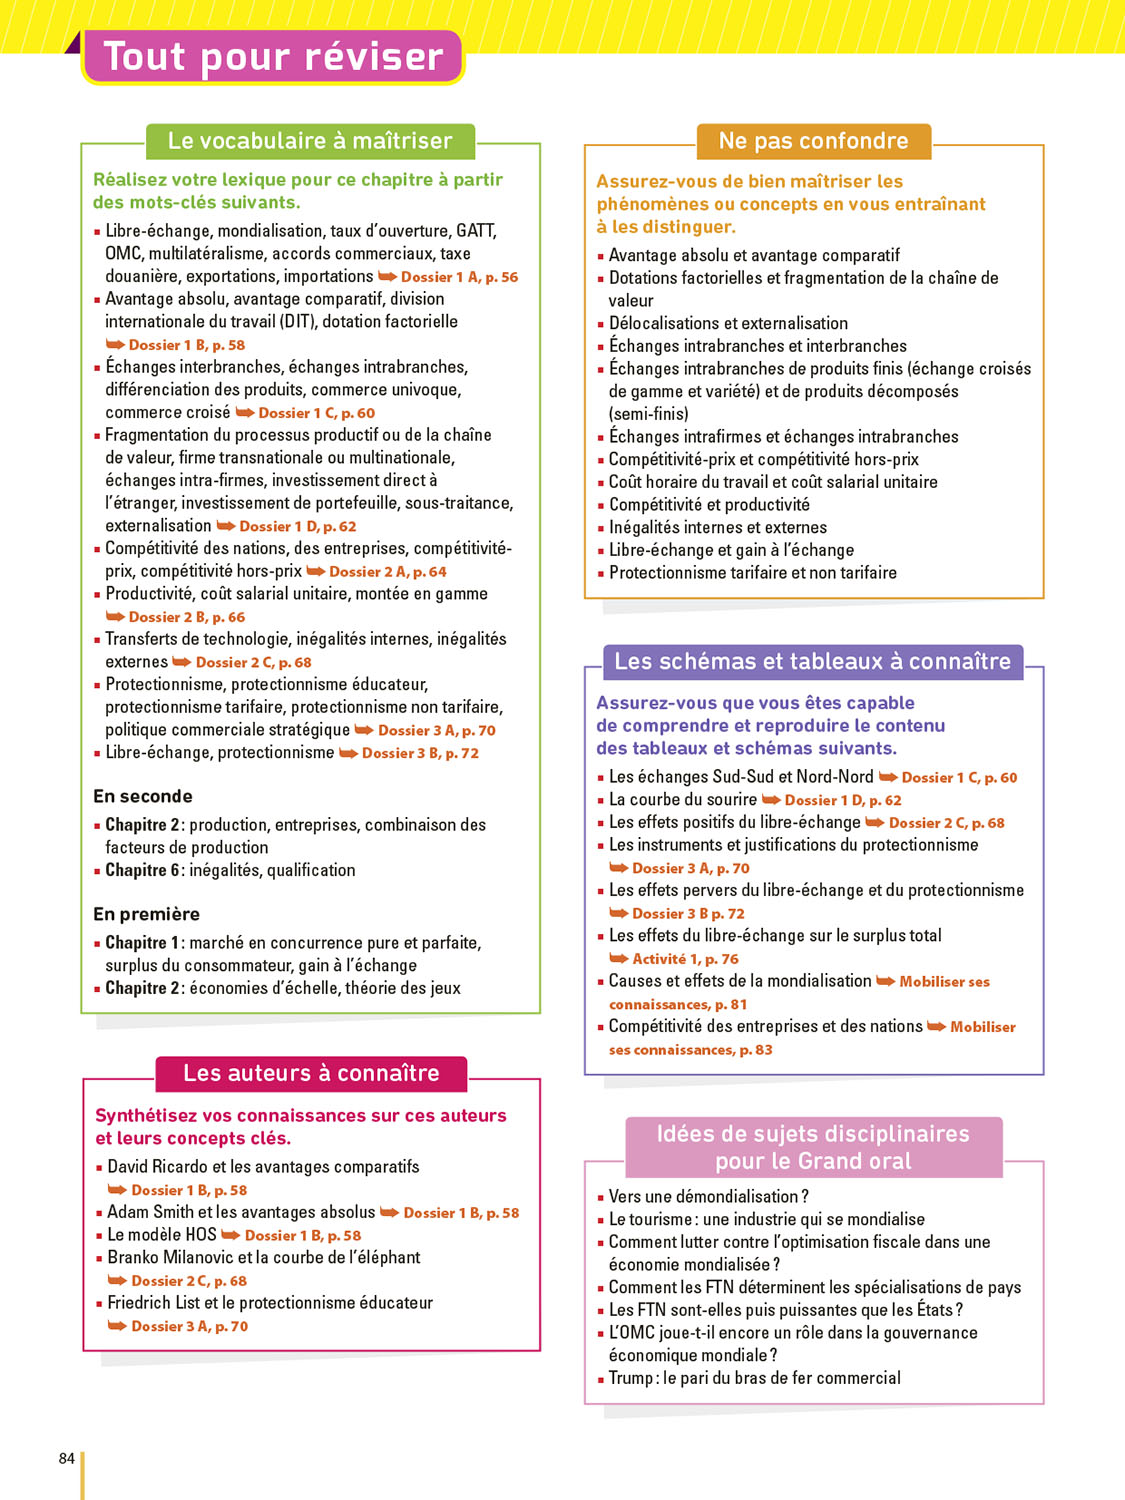 Tout pour réviser
Le vocabulaire à maîtriser
Réalisez votre lexique pour ce chapitre à partir
des mots-clés suivants.
▪ Libre-échange, mondialisation, taux d'ouverture, GATT,
OMC, multilatéralisme, accords commerciaux, taxe
douanière, exportations, importations ➥ Dossier 1 A, p. 56
▪ Avantage absolu, avantage comparatif, division
internationale du travail (DIT), dotation factorielle
➥ Dossier 1 B, p. 58
▪ Échanges interbranches, échanges intrabranches,
différenciation des produits, commerce univoque,
commerce croisé ➥ Dossier 1 C, p. 60
▪ Fragmentation du processus productif ou de la chaîne
de valeur, firme transnationale ou multinationale,
échanges intra-firmes, investissement direct à
l'étranger, investissement de portefeuille, sous-traitance,
externalisation ➥ Dossier 1 D, p. 62
▪ Compétitivité des nations, des entreprises, compétitivité-
prix, compétitivité hors-prix ➥ Dossier 2 A, p. 64
▪ Productivité, coût salarial unitaire, montée en gamme
➥ Dossier 2 B, p. 66
▪ Transferts de technologie, inégalités internes, inégalités
externes ➥ Dossier 2 C, p. 68
▪ Protectionnisme, protectionnisme éducateur,
protectionnisme tarifaire, protectionnisme non tarifaire,
politique commerciale stratégique ➥ Dossier 3 A, p. 70
▪ Libre-échange, protectionnisme ➥ Dossier 3 B, p. 72
En seconde
▪ Chapitre 2 : production, entreprises, combinaison des
facteurs de production
▪ Chapitre 6 : inégalités, qualification
En première
▪ Chapitre 1 : marché en concurrence pure et parfaite,
surplus du consommateur, gain à l'échange
▪ Chapitre 2 : économies d'échelle, théorie des jeux
Les auteurs à connaître
Synthétisez vos connaissances sur ces auteurs
et leurs concepts clés.
▪ David Ricardo et les avantages comparatifs
➥ Dossier 1 B, p. 58
▪ Adam Smith et les avantages absolus ➥ Dossier 1 B, p. 58
▪ Le modèle HOS ➥ Dossier 1 B, p. 58
▪ Branko Milanovic et la courbe de l'éléphant
➥ Dossier 2 C, p. 68
▪ Friedrich List et le protectionnisme éducateur
➥ Dossier 3 A, p. 70
Ne pas confondre
Assurez-vous de bien maîtriser les
phénomènes ou concepts en vous entraînant
à les distinguer.
▪ Avantage absolu et avantage comparatif
▪ Dotations factorielles et fragmentation de la chaîne de
valeur
▪ Délocalisations et externalisation
▪ Échanges intrabranches et interbranches
▪ Échanges intrabranches de produits finis (échange croisés
de gamme et variété) et de produits décomposés
(semi-finis)
▪ Échanges intrafirmes et échanges intrabranches
▪ Compétitivité-prix et compétitivité hors-prix
▪ Coût horaire du travail et coût salarial unitaire
▪ Compétitivité et productivité
▪ Inégalités internes et externes
▪ Libre-échange et gain à l'échange
▪ Protectionnisme tarifaire et non tarifaire
Les schémas et tableaux à connaître
Assurez-vous que vous êtes capable
de comprendre et reproduire le contenu
des tableaux et schémas suivants.
▪ Les échanges Sud-Sud et Nord-Nord ➥ Dossier 1 C, p. 60
▪ La courbe du sourire ➥ Dossier 1 D, p. 62
▪ Les effets positifs du libre-échange ➥ Dossier 2 C, p. 68
▪ Les instruments et justifications du protectionnisme
➥ Dossier 3 A, p. 70
▪ Les effets pervers du libre-échange et du protectionnisme
➥ Dossier 3 B p. 72
▪ Les effets du libre-échange sur le surplus total
➥ Activité 1, p. 76
▪ Causes et effets de la mondialisation ➥ Mobiliser ses
connaissances, p. 81
▪ Compétitivité des entreprises et des nations ➥ Mobiliser
ses connaissances, p. 83
Idées de sujets disciplinaires
pour le Grand oral
▪ Vers une démondialisation ?
▪ Le tourisme : une industrie qui se mondialise
▪ Comment lutter contre l'optimisation fiscale dans une
économie mondialisée ?
▪ Comment les FTN déterminent les spécialisations de pays
▪ Les FTN sont-elles puis puissantes que les États ?
▪ L'OMC joue-t-il encore un rôle dans la gouvernance
économique mondiale ?
▪ Trump : le pari du bras de fer commercial
84